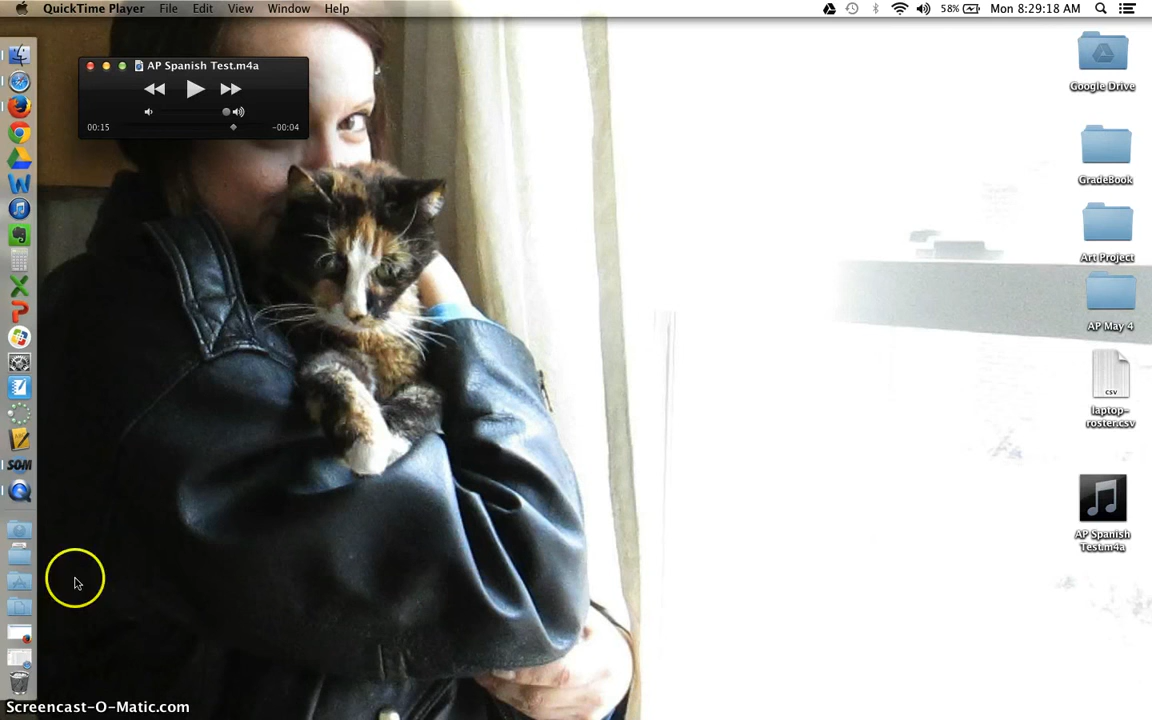 QuickTime Player File Edit View Window Help 58% Mon 8:29:18 AM
AP Spanish Test.m4a
00:15 -00:04
Google Drive
GradeBook
Art Project
AP May 4
CSV
laptop-
roster.csv
AP Spanish
Test.m4a
W
X
P
SOM
Screencast-O-Matic.com